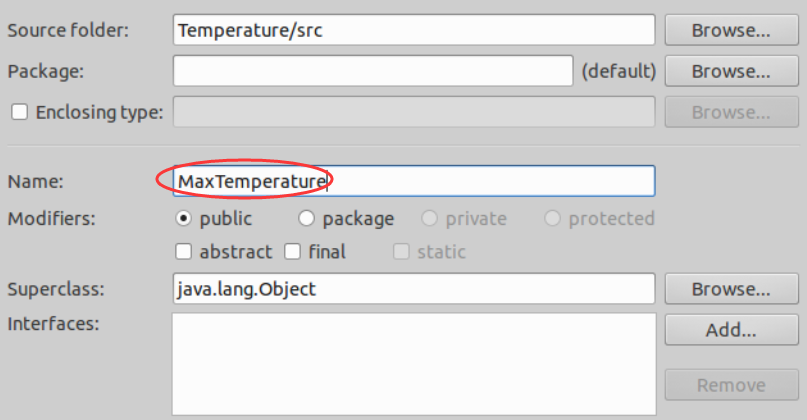 Source folder: Temperature/src Browse...
Package: (default) Browse...
Enclosing type: Browse...
Name: MaxTemperature
Modifiers: public package private protected
abstract final static
Superclass: java.lang.Object Browse...
Interfaces: Add...
Remove